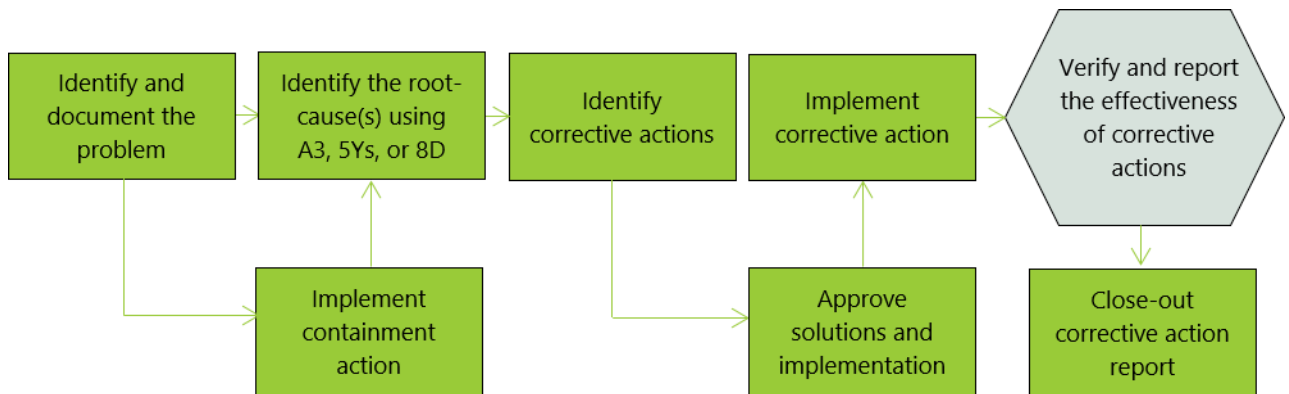 Identify and
document the
problem
Identify the root-
cause(s) using
A3, 5Ys, or 8D
Identify
corrective actions
Implement
corrective action
Verify and report
the effectiveness
of corrective
actions
Implement
containment
action
Approve
solutions and
implementation
Close-out
corrective action
report